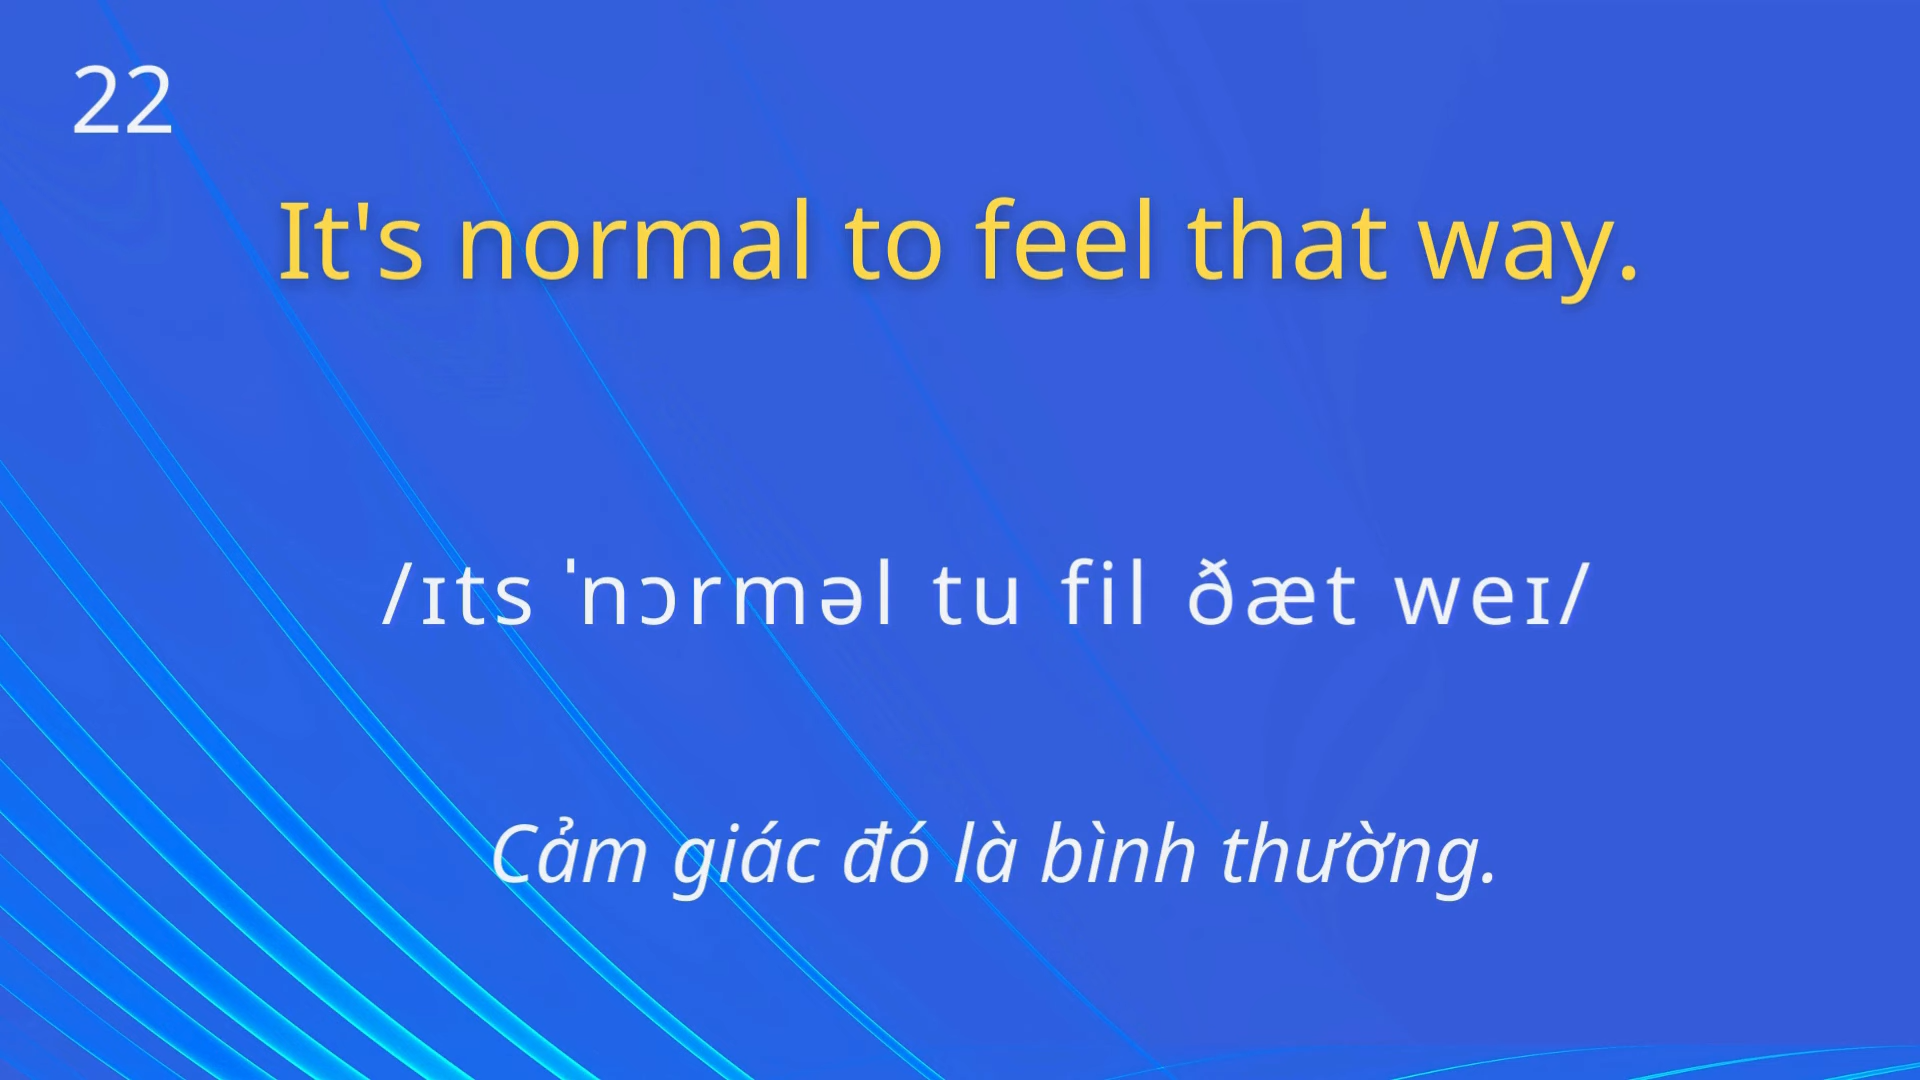 22
It's normal to feel that way.
/ɪts ˈnɔrməl tu fil ðæt weɪ/
Cảm giác đó là bình thường.